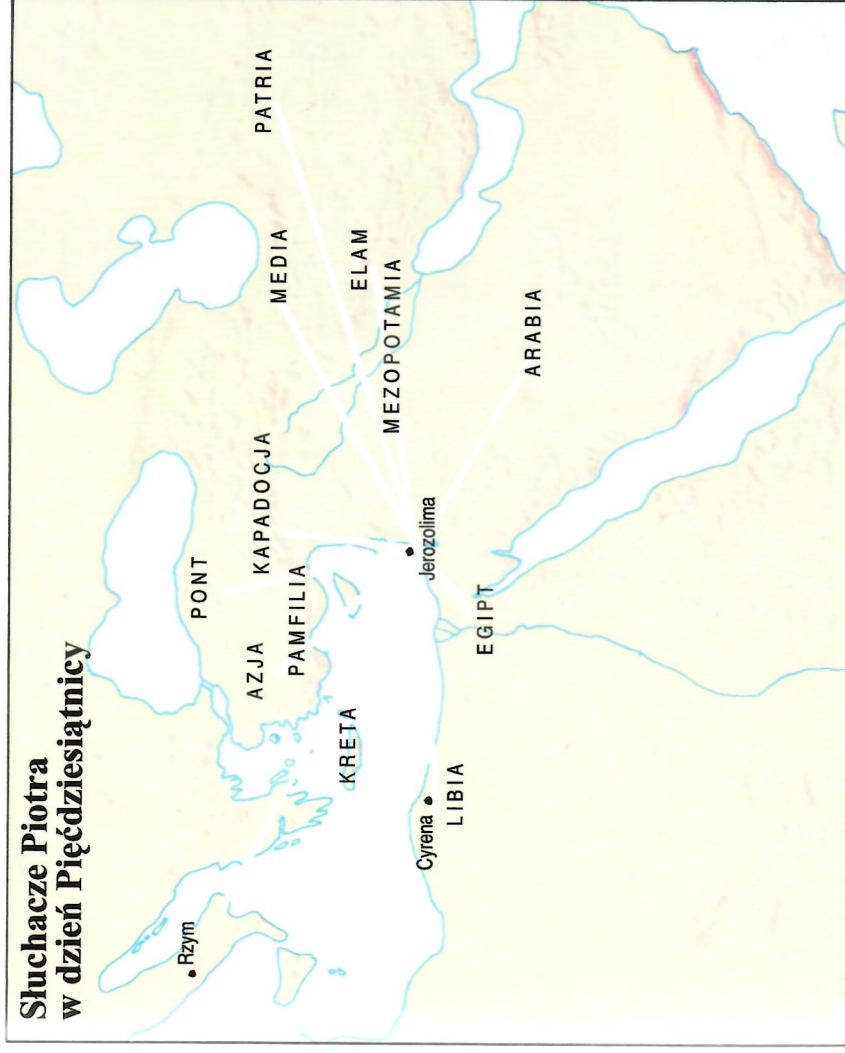 Słuchacze Piotra
w dzień Pięćdziesiątnicy
Rzym
AZJA
PONT
PAMFILIA
KAPADOCJA
MEDIA
PATRIA
KRETA
Cyrena
LIBIA
Jerozolima
EGIPT
MEZOPOTAMIA
ELAM
ARABIA